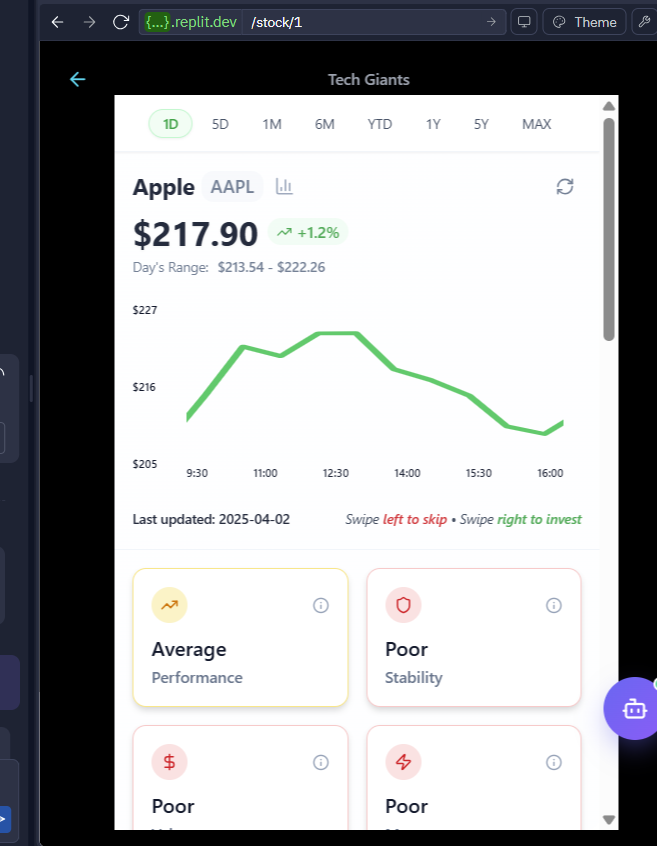 {...}.replit.dev /stock/1
Theme
Tech Giants
1D 5D 1M 6M YTD 1Y 5Y MAX
Apple AAPL
$217.90 +1.2%
Day's Range: $213.54 - $222.26
$227
$216
$205
9:30 11:00 12:30 14:00 15:30 16:00
Last updated: 2025-04-02 Swipe left to skip • Swipe right to invest
Average
Performance
Poor
Stability
Poor
Poor